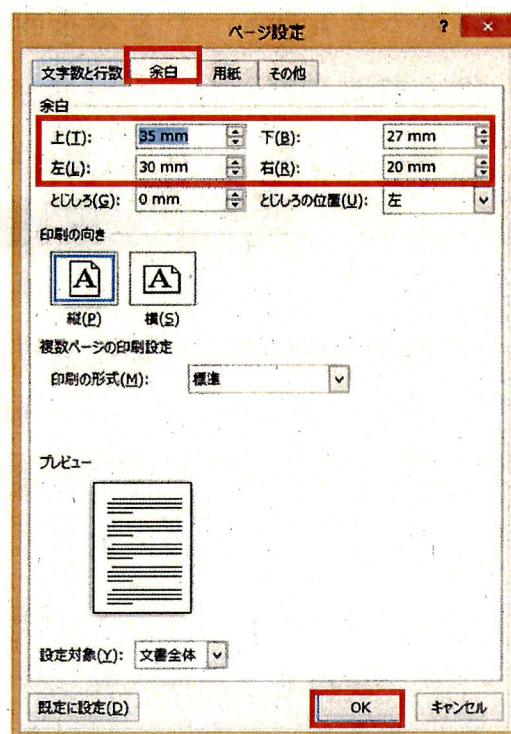 ページ設定 ? ×
文字数と行数 余白 用紙 その他
余白
上(T): 35 mm 下(B): 27 mm
左(L): 30 mm 右(R): 20 mm
とじしろ(G): 0 mm とじしろの位置(U): 左
印刷の向き
A A
縦(P) 横(S)
複数ページの印刷設定
印刷の形式(M): 標準
プレビュー
設定対象(Y): 文書全体
既定に設定(D) OK キャンセル